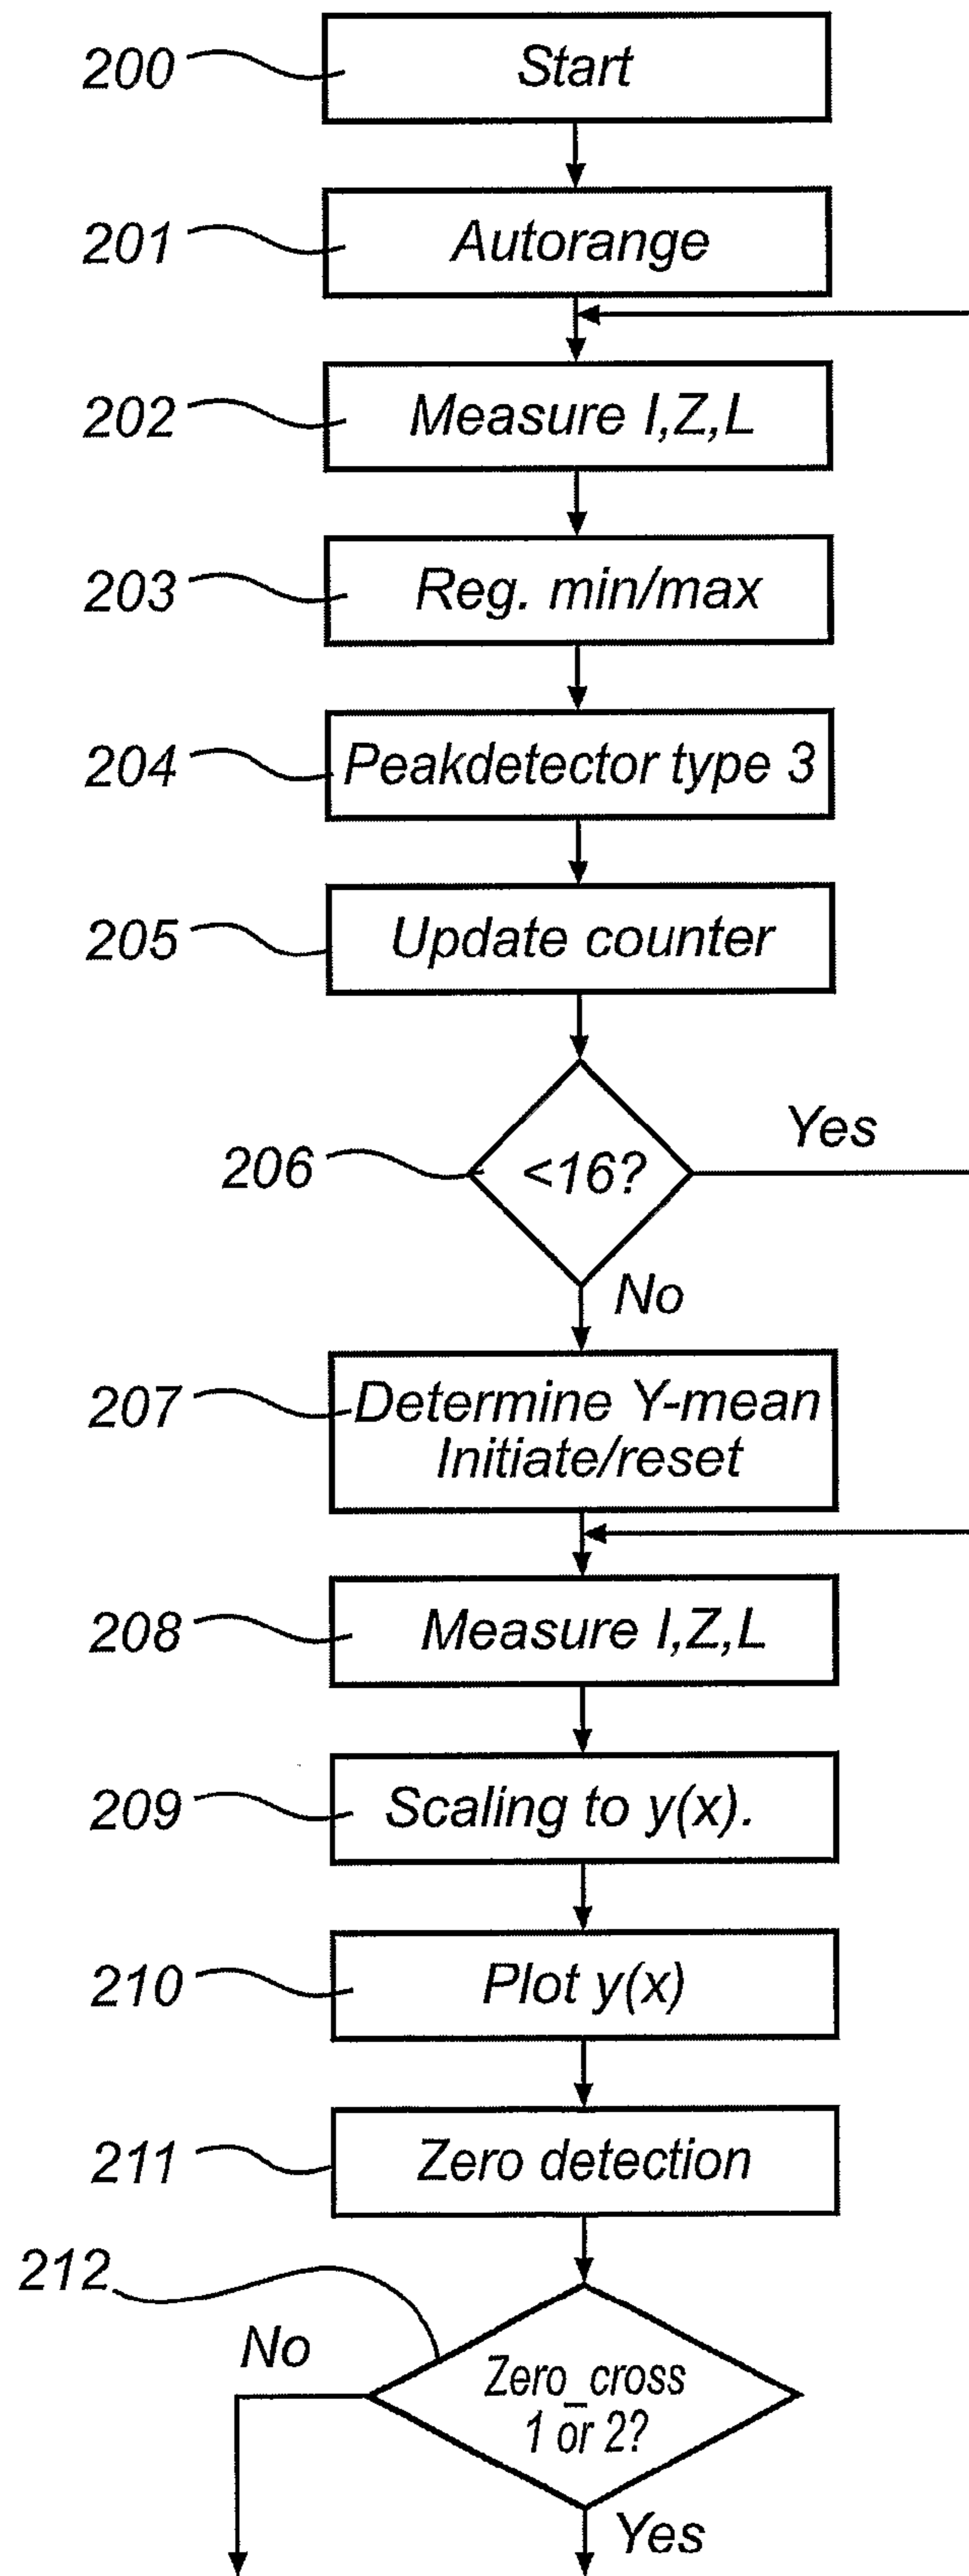 200 Start
201 Autorange
202 Measure I,Z,L
203 Reg. min/max
204 Peakdetector type 3
205 Update counter
Yes
206 <16?
No
207 Determine Y-mean
Initiate/reset
208 Measure I,Z,L
209 Scaling to y(x).
210 Plot y(x)
211 Zero detection
212
No
Zero_cross
1 or 2?
Yes